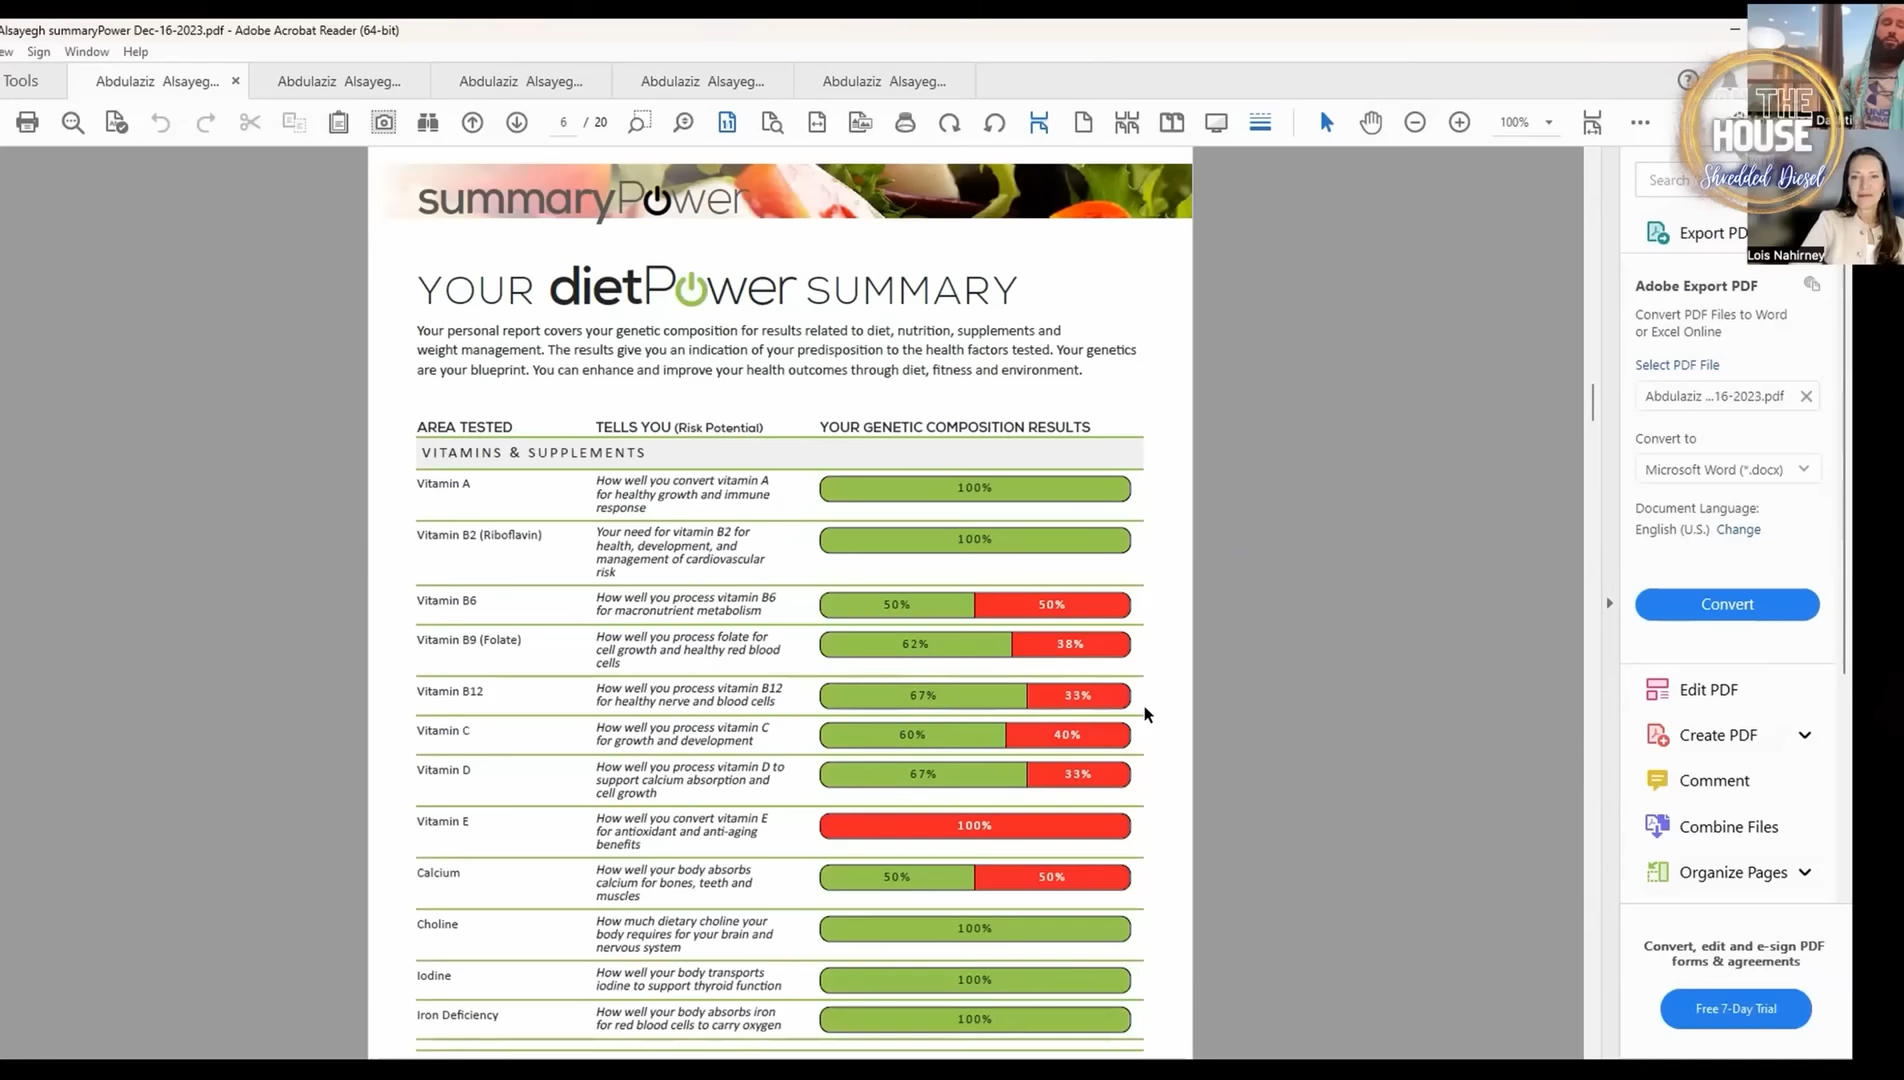 Alsayegh summaryPower Dec-16-2023.pdf - Adobe Acrobat Reader (64-bit)
ew Sign Window Help
Tools
Abdulaziz Alsayeg... ×
Abdulaziz Alsayeg...
Abdulaziz Alsayeg...
Abdulaziz Alsayeg...
Abdulaziz Alsayeg...
6 / 20
100%
THE
HOUSE
Shredded Diesel
Lois Nahirney
summaryPower
YOUR dietPower SUMMARY
Your personal report covers your genetic composition for results related to diet, nutrition, supplements and
weight management. The results give you an indication of your predisposition to the health factors tested. Your genetics
are your blueprint. You can enhance and improve your health outcomes through diet, fitness and environment.
AREA TESTED TELLS YOU (Risk Potential) YOUR GENETIC COMPOSITION RESULTS
VITAMINS & SUPPLEMENTS
Vitamin A
How well you convert vitamin A
for healthy growth and immune
response
100%
Vitamin B2 (Riboflavin)
Your need for vitamin B2 for
health, development, and
management of cardiovascular
risk
100%
Vitamin B6
How well you process vitamin B6
for macronutrient metabolism
50% 50%
Vitamin B9 (Folate)
How well you process folate for
cell growth and healthy red blood
cells
62% 38%
Vitamin B12
How well you process vitamin B12
for healthy nerve and blood cells
67% 33%
Vitamin C
How well you process vitamin C
for growth and development
60% 40%
Vitamin D
How well you process vitamin D to
support calcium absorption and
cell growth
67% 33%
Vitamin E
How well you convert vitamin E
for antioxidant and anti-aging
benefits
100%
Calcium
How well your body absorbs
calcium for bones, teeth and
muscles
50% 50%
Choline
How much dietary choline your
body requires for your brain and
nervous system
100%
Iodine
How well your body transports
iodine to support thyroid function
100%
Iron Deficiency
How well your body absorbs iron
for red blood cells to carry oxygen
100%
Search
Export PD
Adobe Export PDF
Convert PDF Files to Word
or Excel Online
Select PDF File
Abdulaziz ...16-2023.pdf
Convert to
Microsoft Word (*.docx)
Document Language:
English (U.S.) Change
Convert
Edit PDF
Create PDF
Comment
Combine Files
Organize Pages
Convert, edit and e-sign PDF
forms & agreements
Free 7-Day Trial